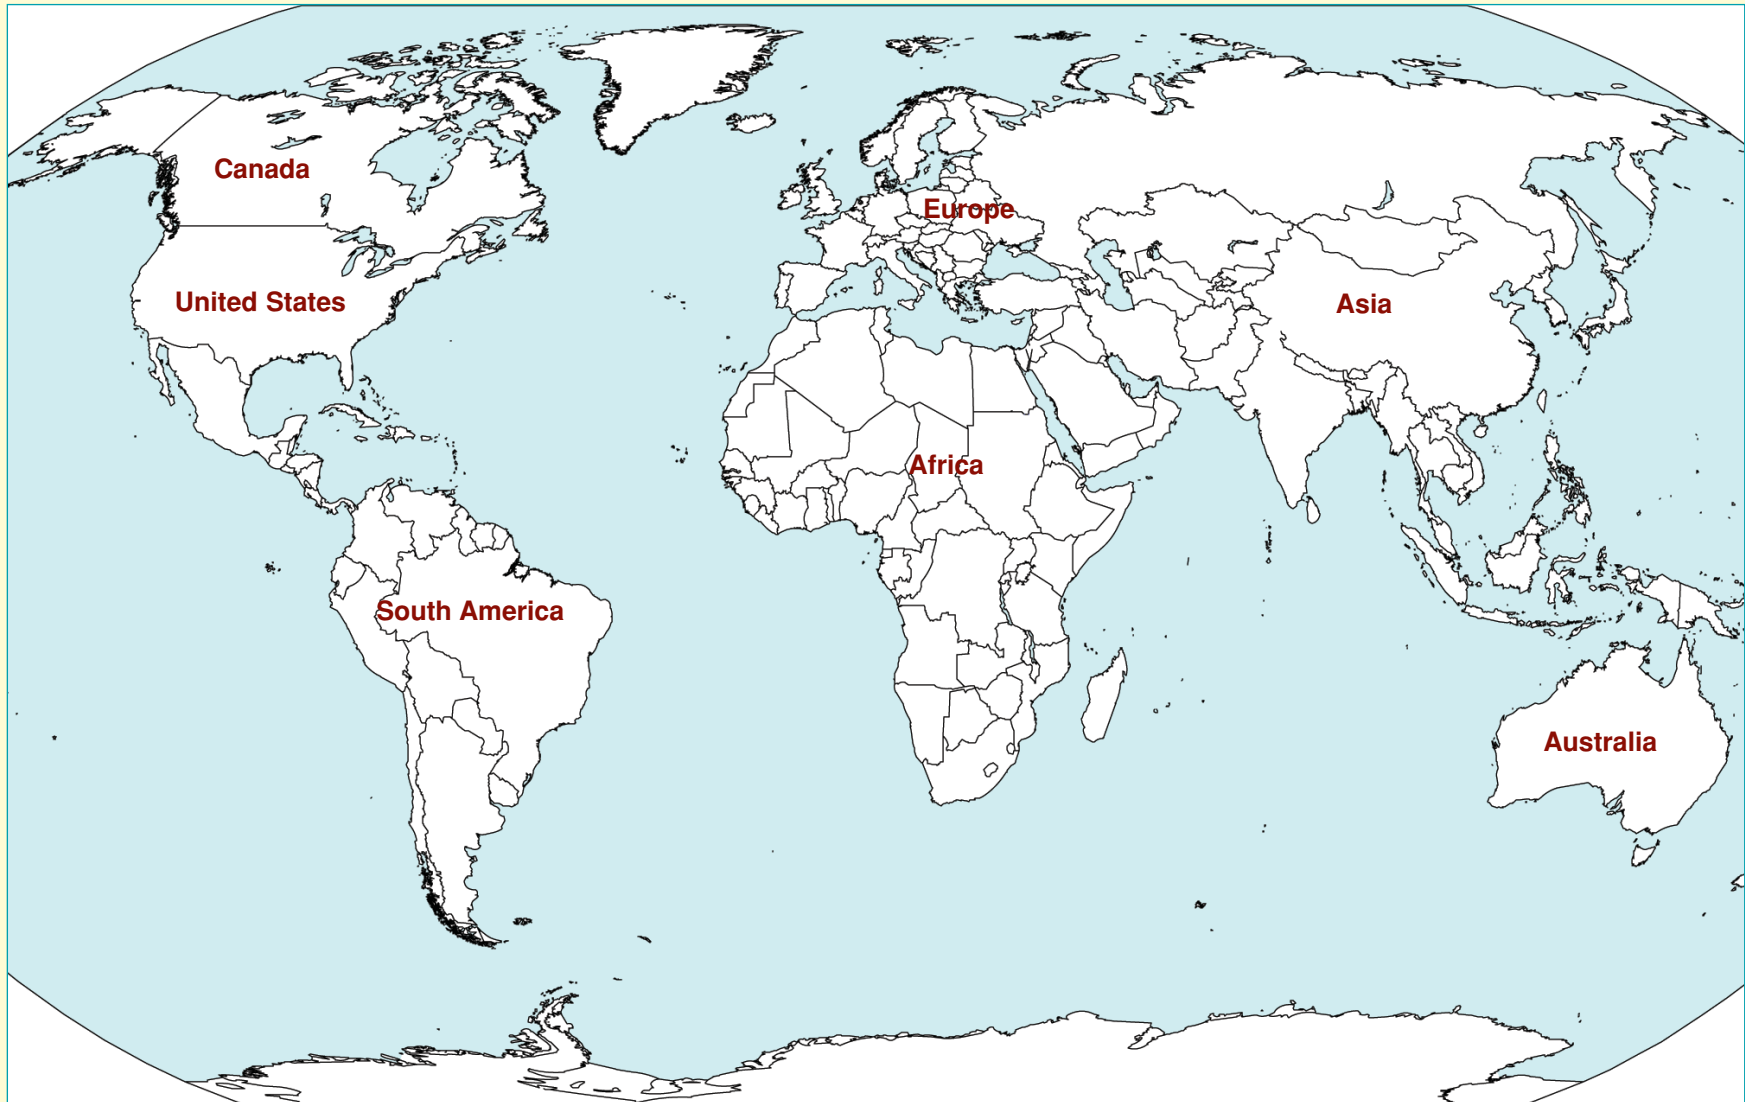 Canada
Europe
United States
Asia
Africa
South America
Australia